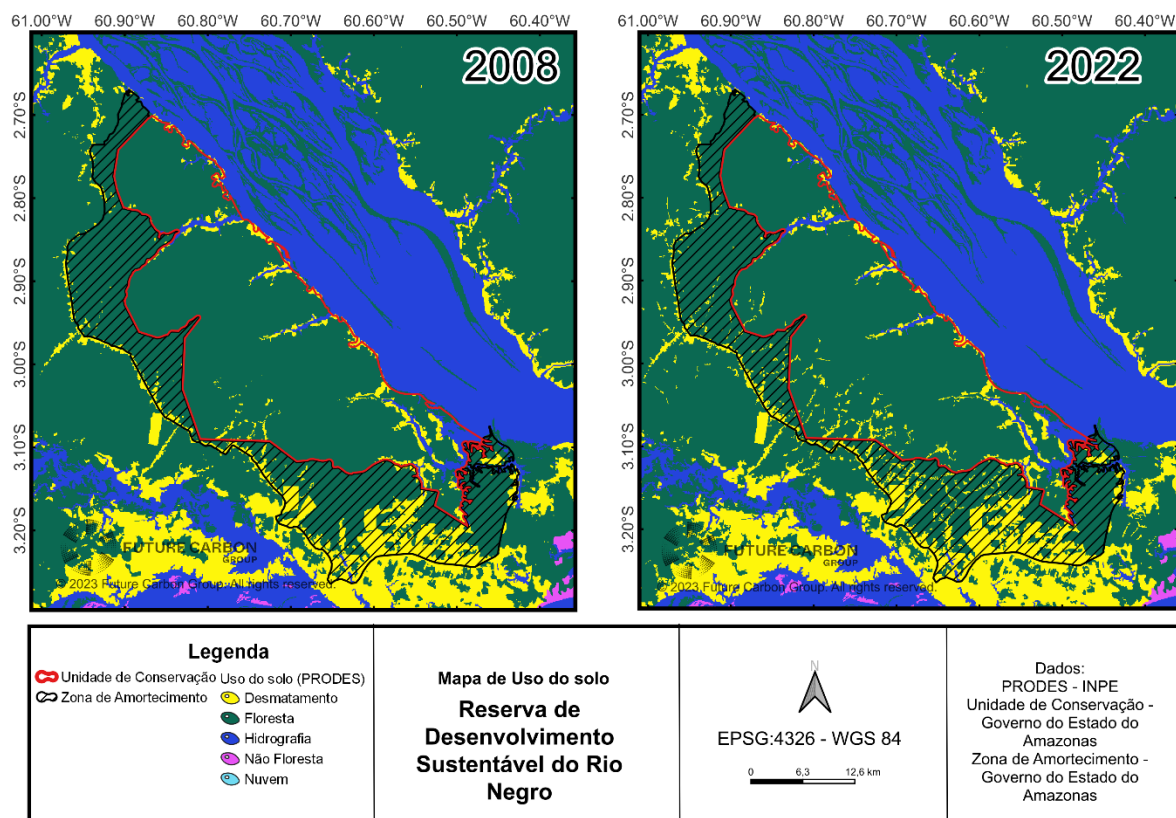 61.00°W 60.90°W 60.80°W 60.70°W 60.60°W 60.50°W 60.40°W
61.00°W 60.90°W 60.80°W 60.70°W 60.60°W 60.50°W 60.40°W
2008
2022
2.70°S
2.80°S
2.90°S
3.00°S
3.10°S
3.20°S
2.70°S
2.80°S
2.90°S
3.00°S
3.10°S
3.20°S
FUTURE CARBON
GROUP
© 2023 Future Carbon Group. All rights reserved.
FUTURE CARBON
GROUP
© 2023 Future Carbon Group. All rights reserved.
Legenda
Unidade de Conservação
Zona de Amortecimento
Uso do solo (PRODES)
Desmatamento
Floresta
Hidrografia
Não Floresta
Nuvem
Mapa de Uso do solo
Reserva de
Desenvolvimento
Sustentável do Rio
Negro
N
EPSG:4326 - WGS 84
0 6,3 12,6 km
Dados:
PRODES - INPE
Unidade de Conservação -
Governo do Estado do
Amazonas
Zona de Amortecimento -
Governo do Estado do
Amazonas